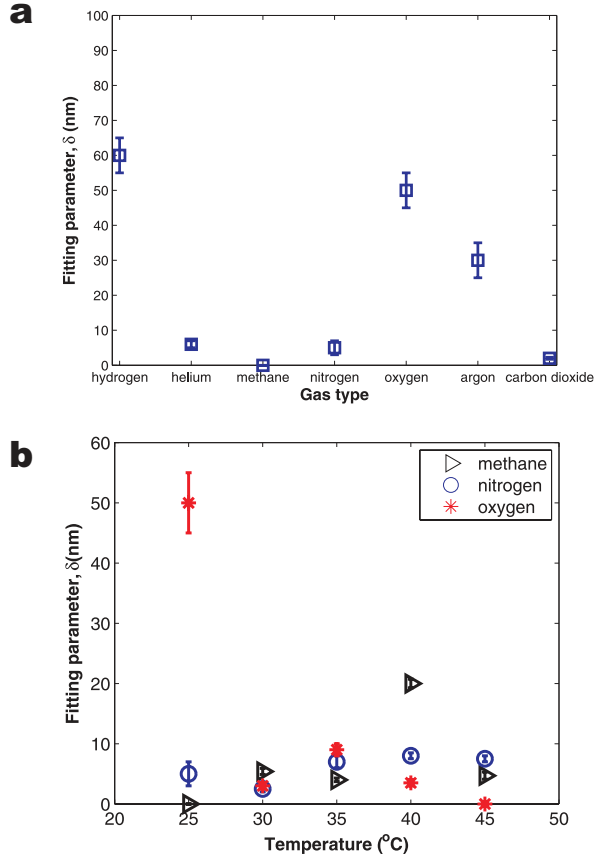 a
100
90
80
70
60
50
40
30
20
10
0
Fitting parameter, δ (nm)
hydrogen helium methane nitrogen oxygen argon carbon dioxide
Gas type
b
60
50
40
30
20
10
0
Fitting parameter, δ(nm)
methane
nitrogen
oxygen
20 25 30 35 40 45 50
Temperature (°C)